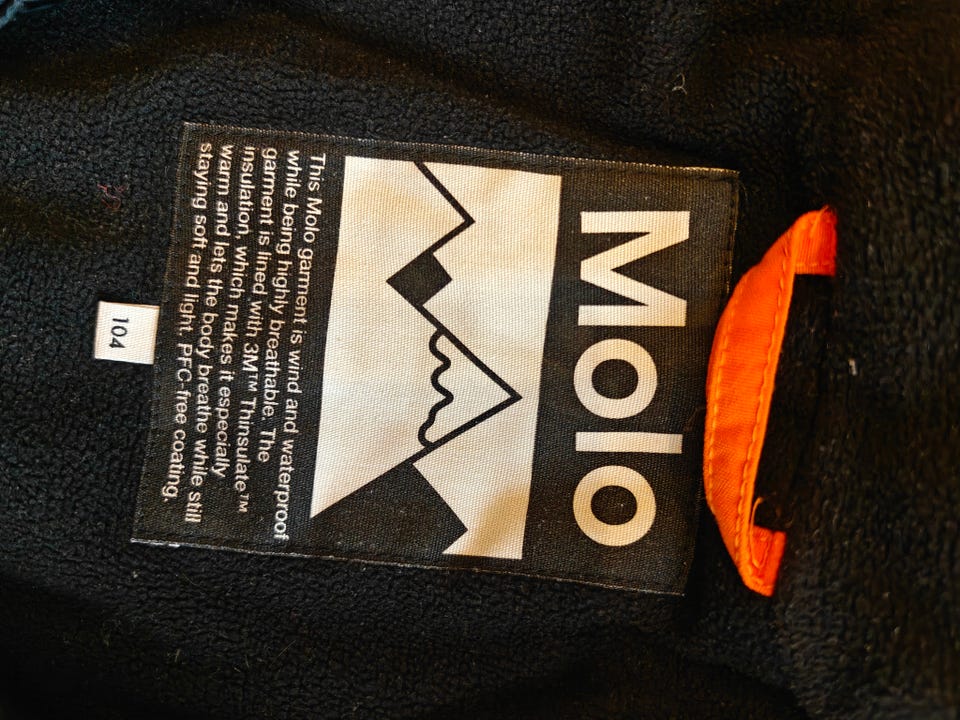 Molo
This Molo garment is wind and waterproof
while being highly breathable. The
garment is lined with 3M™ Thinsulate™
insulation, which makes it especially
warm and lets the body breathe while still
staying soft and light. PFC-free coating.
104